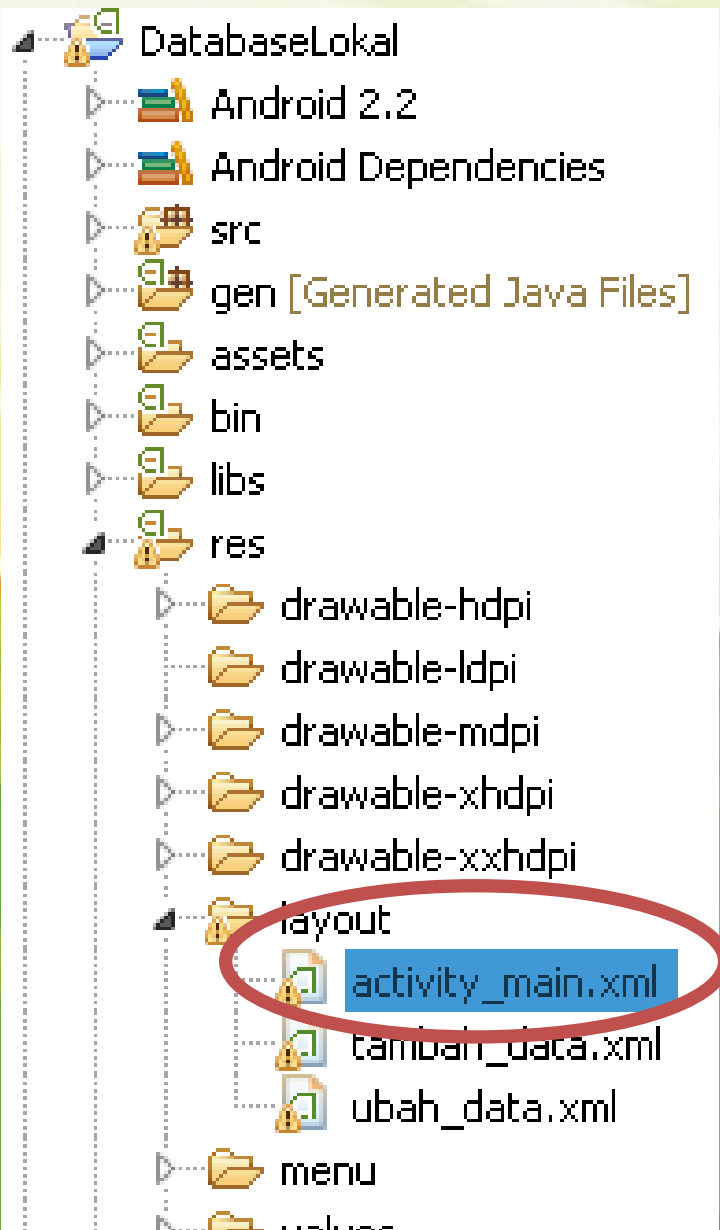 DatabaseLokal
Android 2.2
Android Dependencies
src
gen [Generated Java Files]
assets
bin
libs
res
drawable-hdpi
drawable-ldpi
drawable-mdpi
drawable-xhdpi
drawable-xxhdpi
layout
activity_main.xml
tambah_data.xml
ubah_data.xml
menu